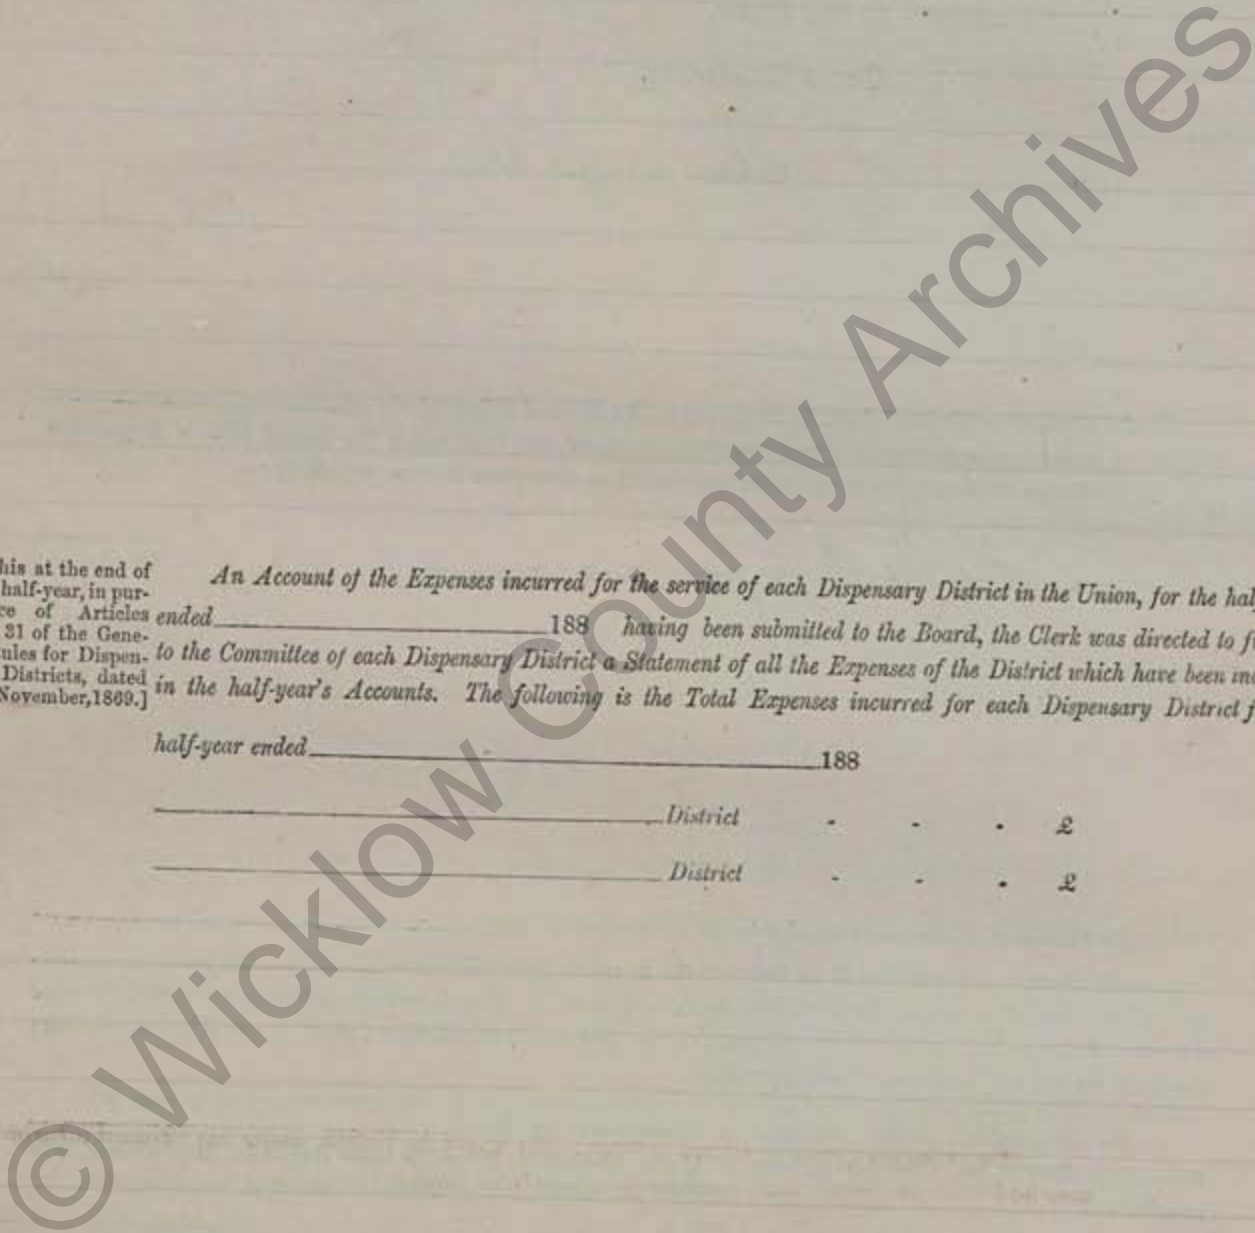 his at the end of
half-year, in pur-
ce of Articles
31 of the Gene-
ules for Dispen-
Districts, dated
November, 1869.]
An Account of the Expenses incurred for the service of each Dispensary District in the Union, for the hal
ended 188 having been submitted to the Board, the Clerk was directed to f
to the Committee of each Dispensary District a Statement of all the Expenses of the District which have been inc
in the half-year's Accounts. The following is the Total Expenses incurred for each Dispensary District f
half-year ended 188
District - - - £
District - - - £
© Wicklow County Archives